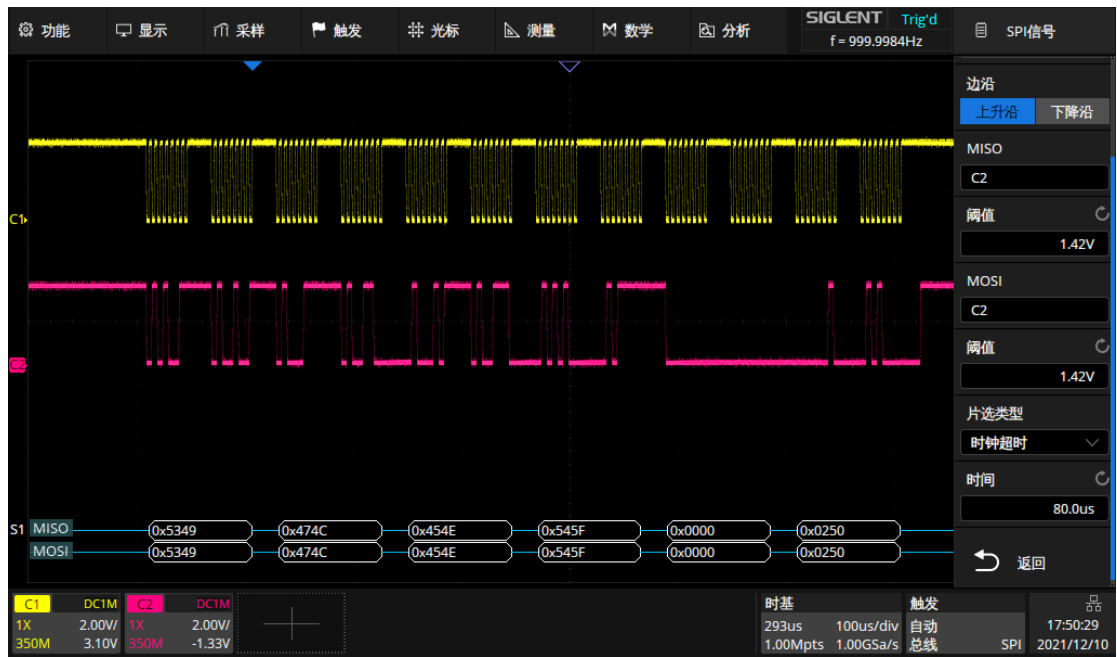 功能 显示 采样 触发 光标 测量 数学 分析
SIGLENT Trig'd
f = 999.9984Hz
SPI信号
边沿
上升沿 下降沿
MISO
C2
阈值
1.42V
MOSI
C2
阈值
1.42V
片选类型
时钟超时
时间
80.0us
返回
C1
C2
S1 MISO 0x5349 0x474C 0x454E 0x545F 0x0000 0x0250
MOSI 0x5349 0x474C 0x454E 0x545F 0x0000 0x0250
C1 DC1M
1X 2.00V/
350M 3.10V
C2 DC1M
1X 2.00V/
350M -1.33V
时基
293us 100us/div
1.00Mpts 1.00GSa/s
触发
自动
总线 SPI
17:50:29
2021/12/10